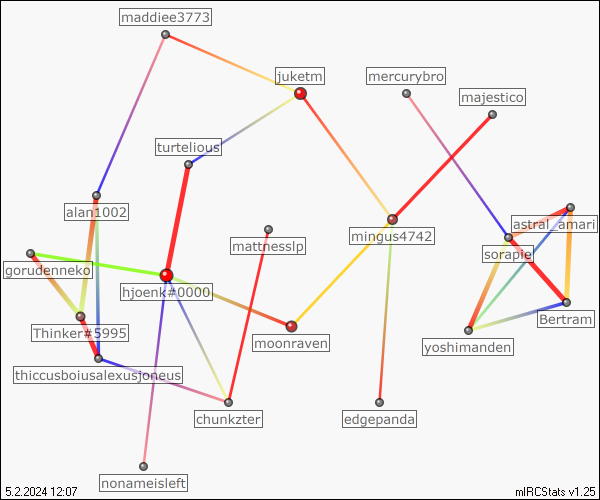 maddiee3773
juketm
mercurybro
majestico
turtelious
alan1002
astral_amari
mingus4742
mattnesslp
sorapie
gorudenneko
hjoenk#0000
Bertram
Thinker#5995
moonraven
yoshimanden
thiccusboiusalexusjoneus
chunkzter
edgepanda
nonameisleft
5.2.2024 12:07
mIRCStats v1.25